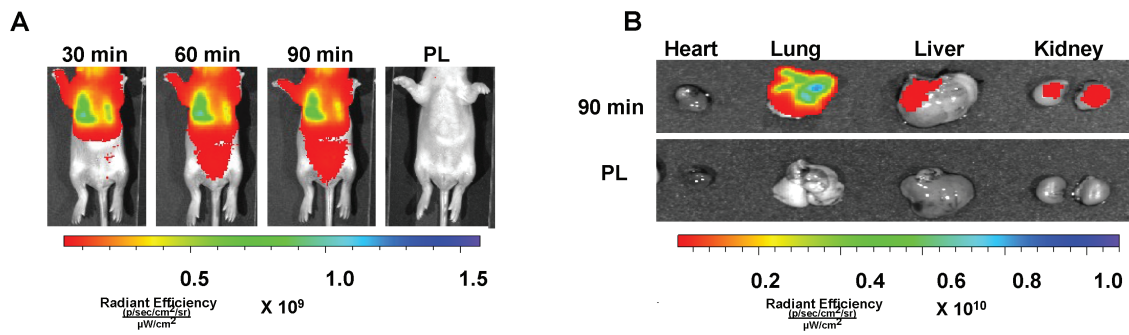 A
30 min 60 min 90 min PL
0.5 1.0 1.5
Radiant Efficiency
(p/sec/cm²/sr)
µW/cm²
X 10⁹
B
Heart Lung Liver Kidney
90 min
PL
0.2 0.4 0.6 0.8 1.0
Radiant Efficiency
(p/sec/cm²/sr)
µW/cm²
X 10¹⁰